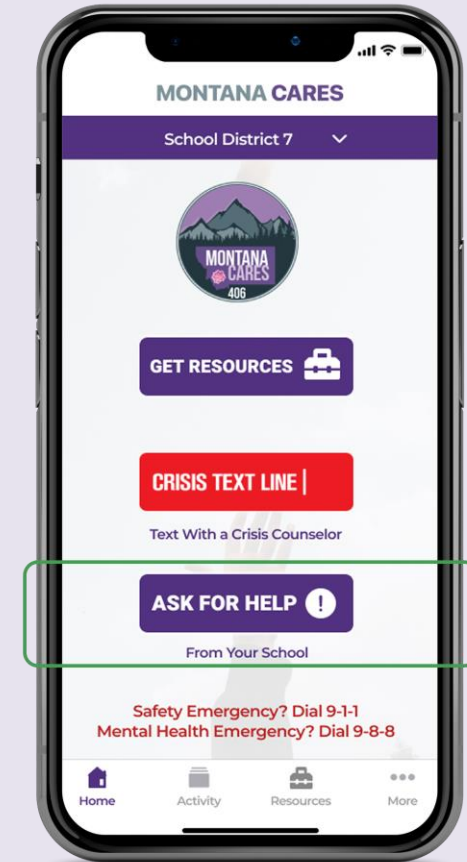 MONTANA CARES
School District 7
MONTANA
CARES
406
GET RESOURCES
CRISIS TEXT LINE |
Text With a Crisis Counselor
ASK FOR HELP !
From Your School
Safety Emergency? Dial 9-1-1
Mental Health Emergency? Dial 9-8-8
Home Activity Resources More